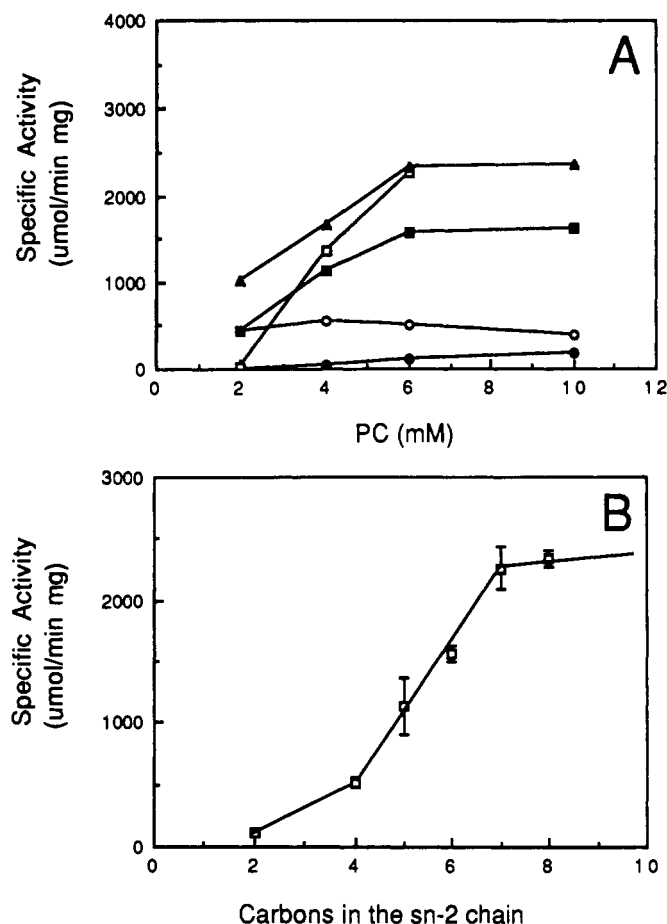 A
4000
3000
2000
1000
0
Specific Activity
(umol/min mg)
0 2 4 6 8 10 12
PC (mM)
B
3000
2000
1000
0
Specific Activity
(umol/min mg)
0 2 4 6 8 10
Carbons in the sn-2 chain